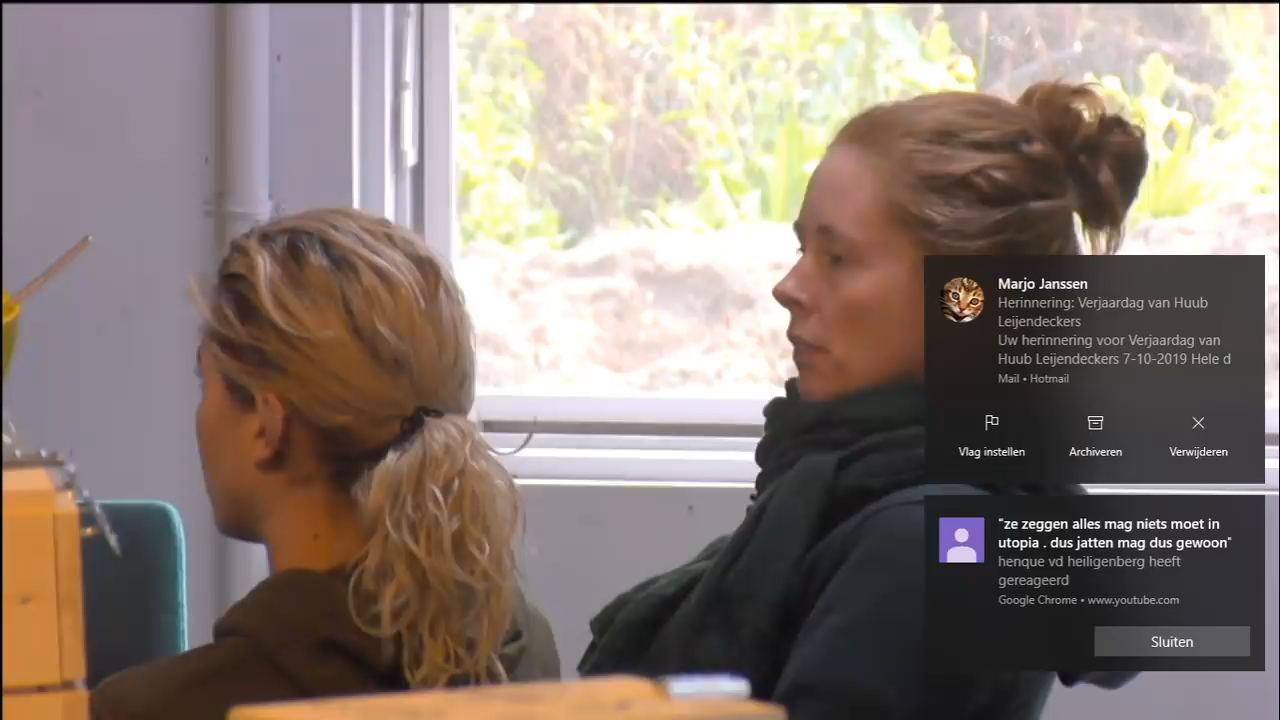 Marjo Janssen
Herinnering: Verjaardag van Huub
Leijendeckers
Uw herinnering voor Verjaardag van
Huub Leijendeckers 7-10-2019 Hele d
Mail • Hotmail
Vlag instellen
Archiveren
Verwijderen
"ze zeggen alles mag niets moet in
utopia . dus jatten mag dus gewoon"
henque vd heiligenberg heeft
gereageerd
Google Chrome • www.youtube.com
Sluiten